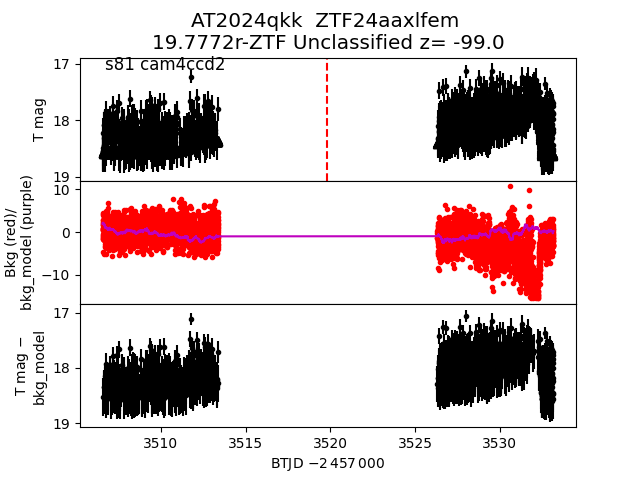 AT2024qkk  ZTF24aaxlfem
19.7772r-ZTF Unclassified z= -99.0
s81 cam4ccd2
17
18
19
T mag
10
0
−10
Bkg (red)/
bkg_model (purple)
17
18
19
T mag −
bkg_model
3510
3515
3520
3525
3530
BTJD −2 457 000